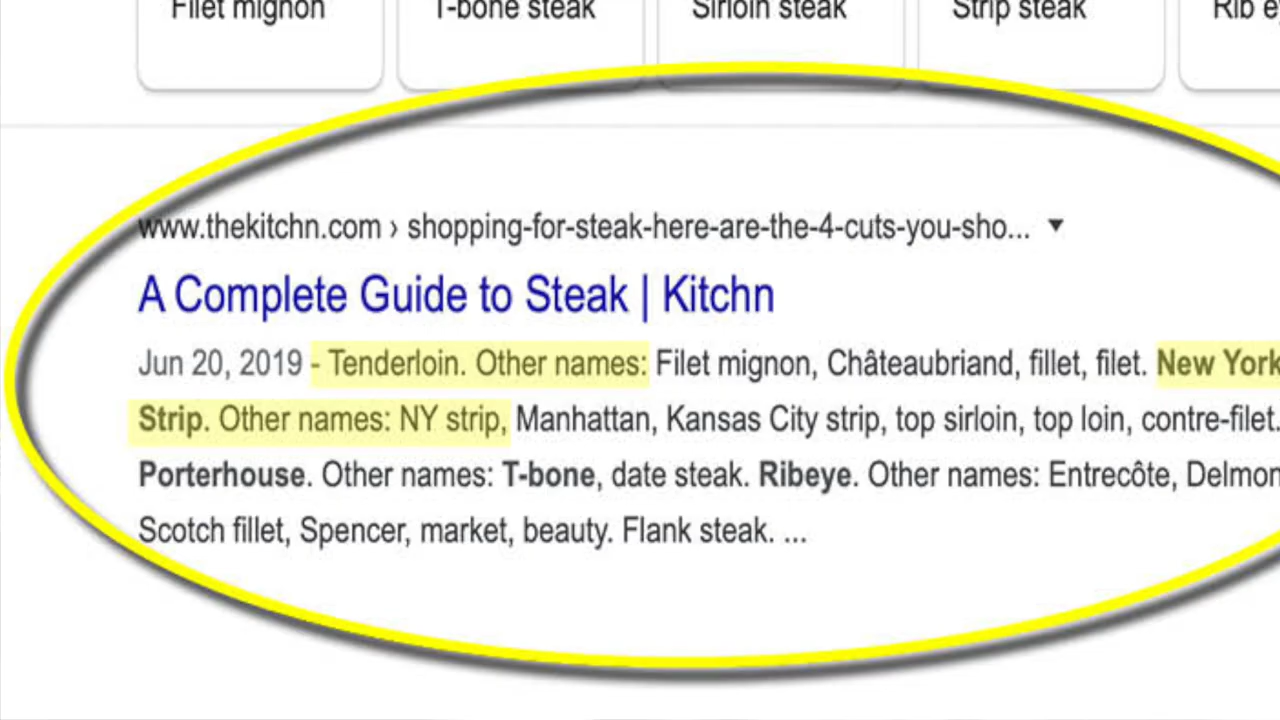 Filet mignon T-bone steak Sirloin steak Strip steak Rib
www.thekitchn.com › shopping-for-steak-here-are-the-4-cuts-you-sho...
A Complete Guide to Steak | Kitchn
Jun 20, 2019 - Tenderloin. Other names: Filet mignon, Châteaubriand, fillet, filet. New York
Strip. Other names: NY strip, Manhattan, Kansas City strip, top sirloin, top loin, contre-filet.
Porterhouse. Other names: T-bone, date steak. Ribeye. Other names: Entrecôte, Delmon
Scotch fillet, Spencer, market, beauty. Flank steak. ...